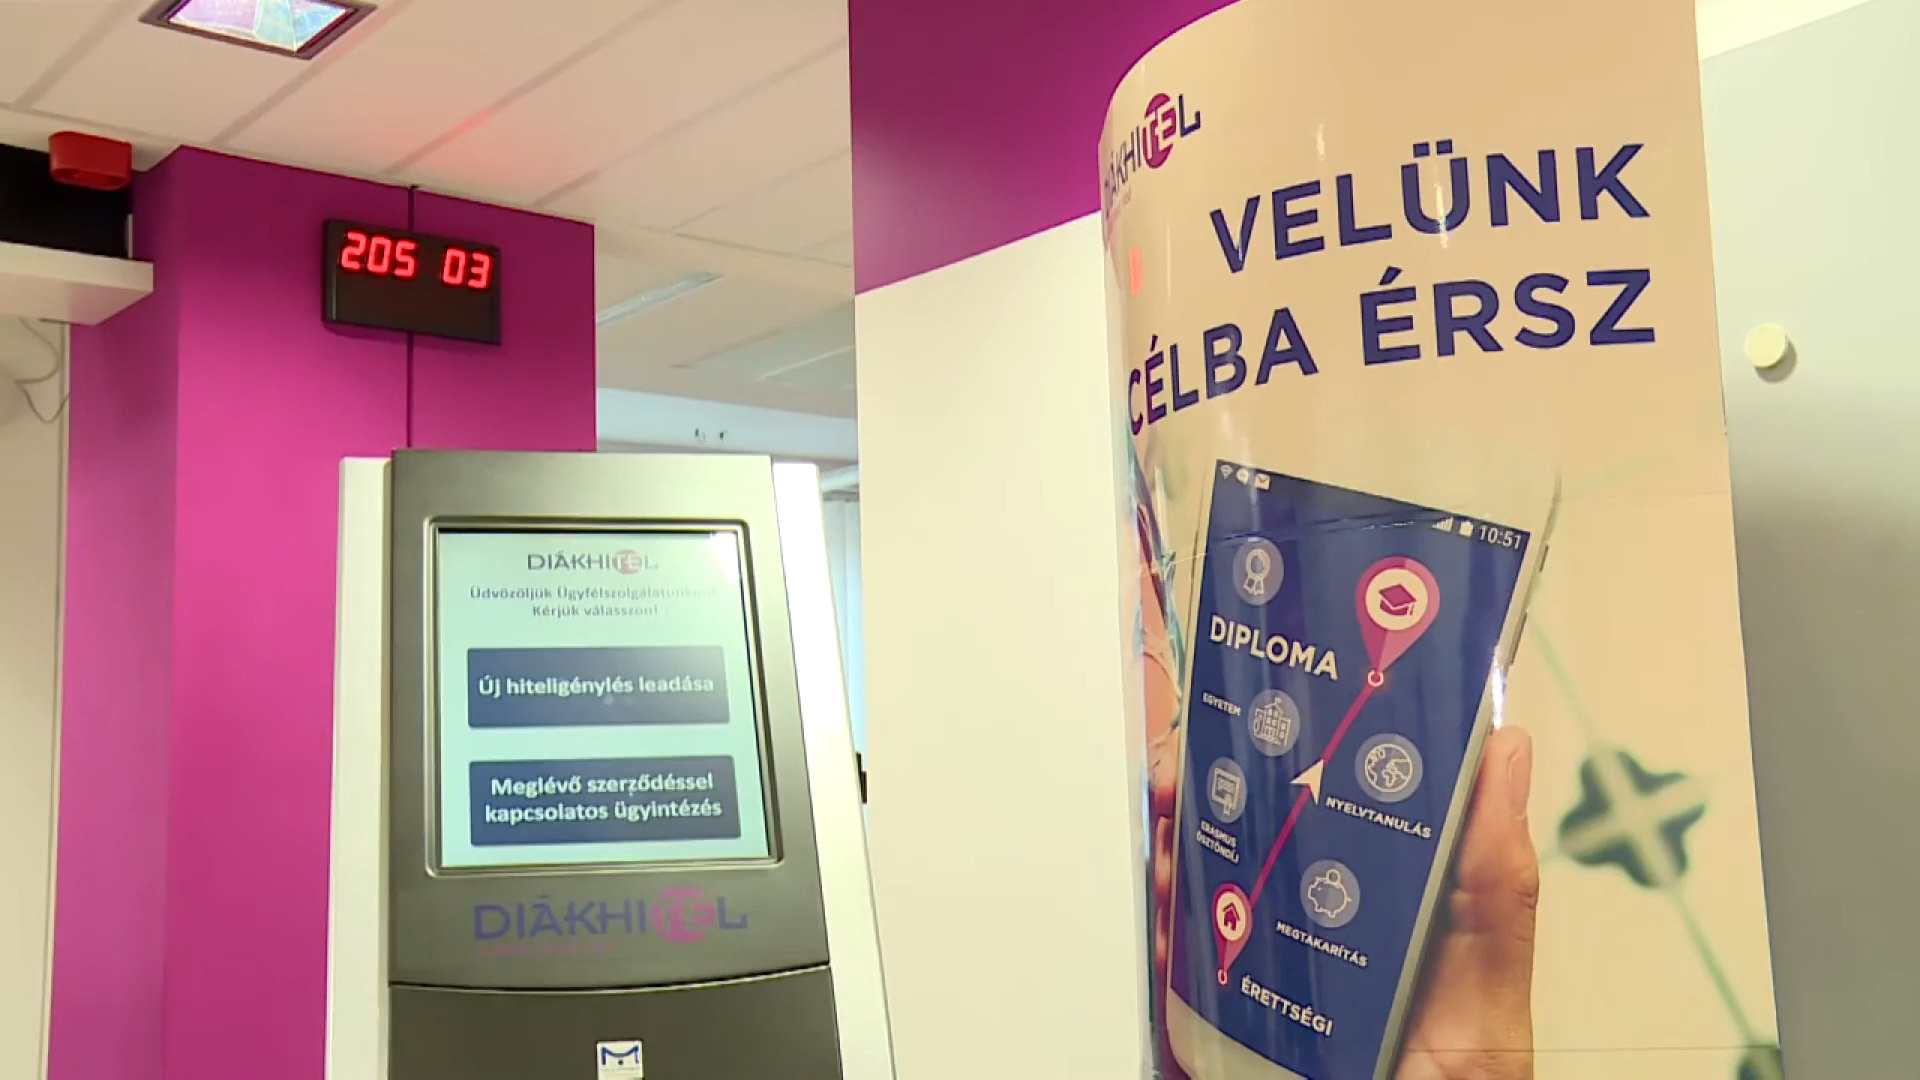 205 03
DIÁKHITEL
Üdvözöljük Ügyfélszolgálatunkon!
Kérjük válasszon!
Új hiteligénylés leadása
Meglévő szerződéssel
kapcsolatos ügyintézés
DIÁKHITEL
DIÁKHITEL
VELÜNK
CÉLBA ÉRSZ
10:51
DIPLOMA
EGYETEM
NYELVTANULÁS
ERASMUS
ÖSZTÖNDÍJ
MEGTAKARÍTÁS
ÉRETTSÉGI